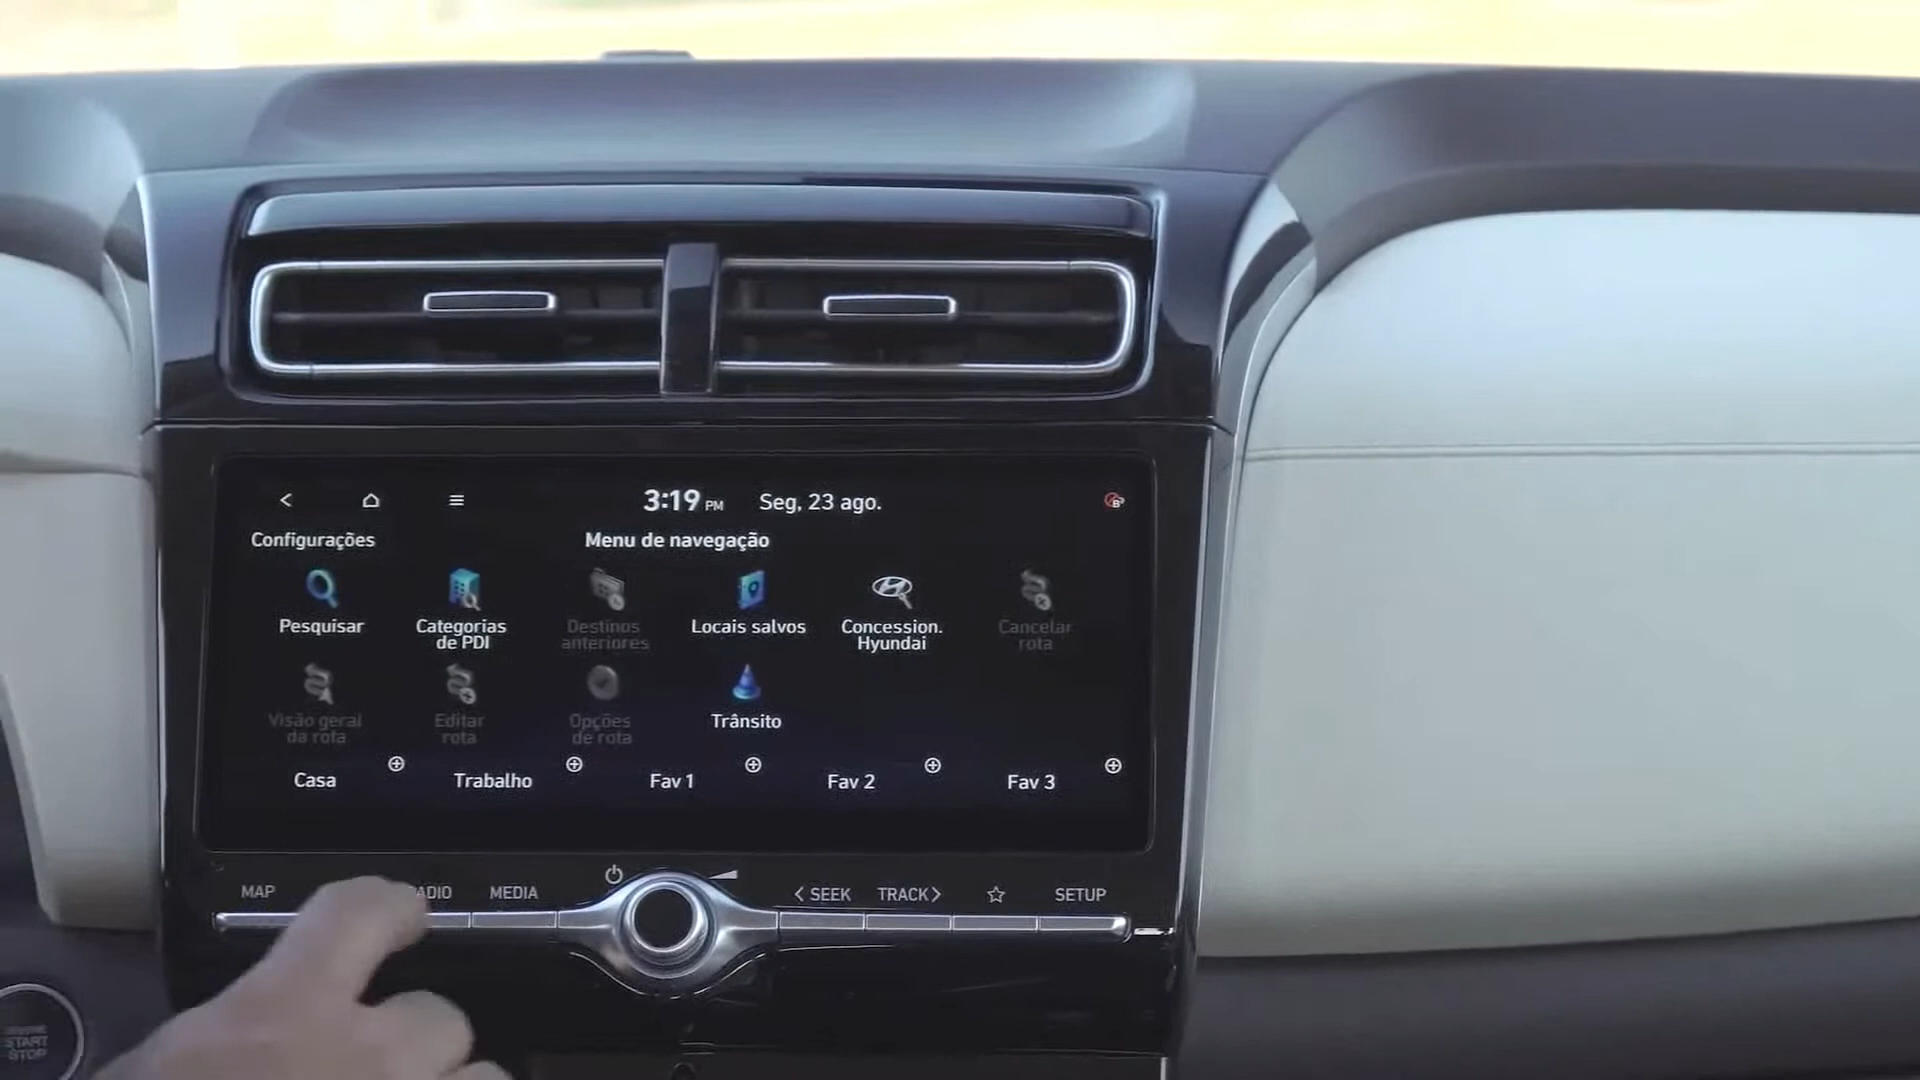 3:19 PM Seg, 23 ago.
Configurações
Menu de navegação
Pesquisar
Categorias
de PDI
Destinos
anteriores
Locais salvos
Concession.
Hyundai
Cancelar
rota
Visão geral
da rota
Editar
rota
Opções
de rota
Trânsito
Casa
Trabalho
Fav 1
Fav 2
Fav 3
MAP
MEDIA
SEEK
TRACK
SETUP
START
STOP